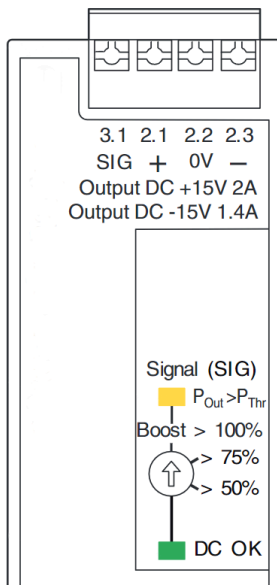 3.1 2.1 2.2 2.3
SIG + 0V −
Output DC +15V 2A
Output DC -15V 1.4A
Signal (SIG)
POut >PThr
Boost > 100%
> 75%
> 50%
DC OK